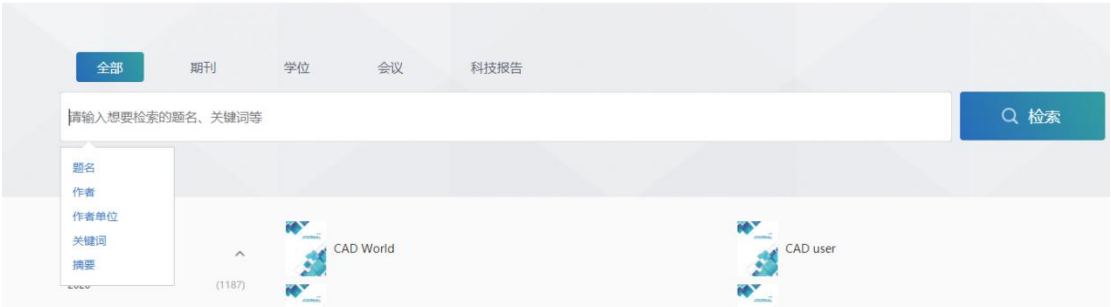 全部 期刊 学位 会议 科技报告
请输入想要检索的题名、关键词等
检索
题名
作者
作者单位
关键词
摘要
CAD World
CAD user
(1187)